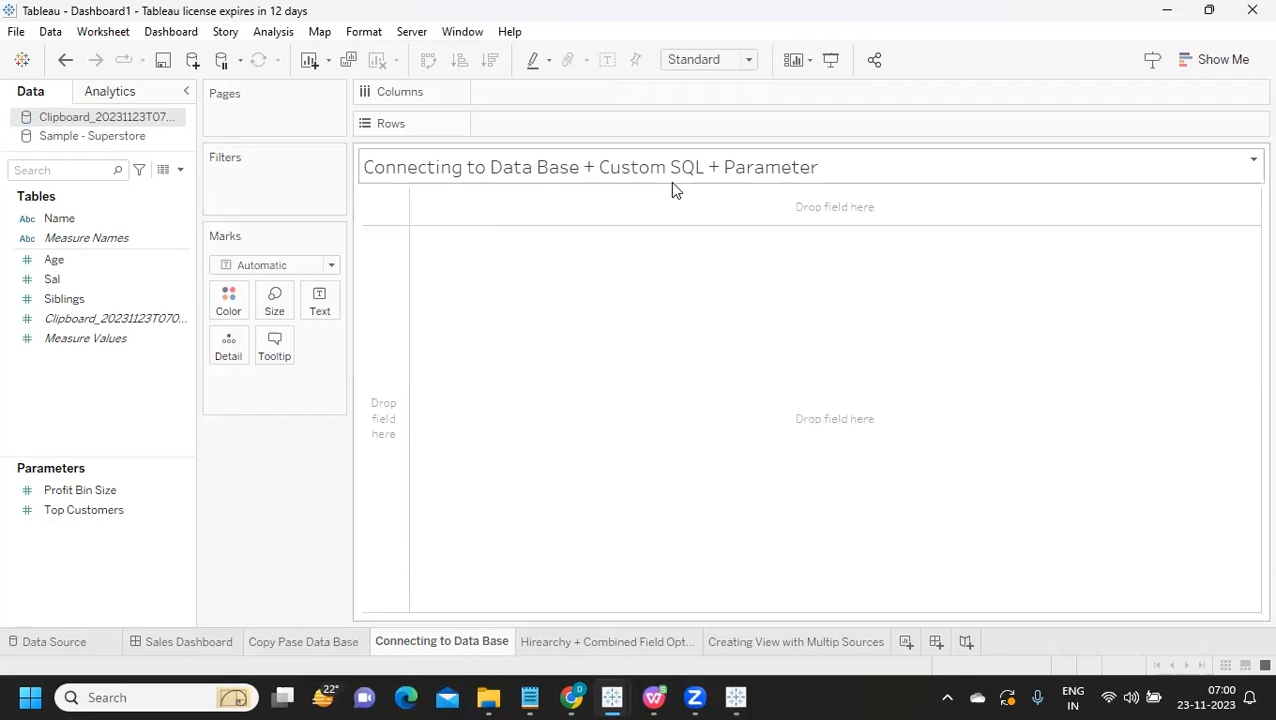 Tableau - Dashboard1 - Tableau license expires in 12 days
File Data Worksheet Dashboard Story Analysis Map Format Server Window Help
Standard Show Me
Data Analytics Pages Columns
Clipboard_20231123T07...
Sample - Superstore
Rows
Filters
Search
Connecting to Data Base + Custom SQL + Parameter
Tables
Abc Name
Abc Measure Names
Age
Sal
Siblings
Clipboard_20231123T070...
Measure Values
Marks
Automatic
Color Size Text
Detail Tooltip
Drop field here
Drop
field
here
Drop field here
Parameters
Profit Bin Size
Top Customers
Data Source Sales Dashboard Copy Pase Data Base Connecting to Data Base Hirearchy + Combined Field Opt... Creating View with Multip Sources
Search 22° ENG
IN
07:00
23-11-2023